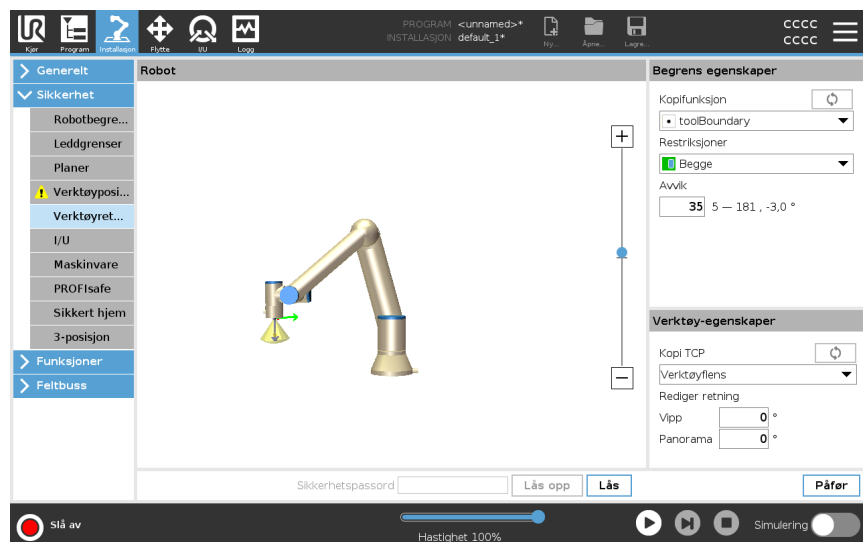 PROGRAM <unnamed>*
INSTALLASJON default_1*
Kjør
Program
Installasjon
Flytte
I/U
Logg
Ny...
Åpne...
Lagre...
cccc
cccc
Generelt
Sikkerhet
Robotbegre...
Leddgrenser
Planer
Verktøyposi...
Verktøyret...
I/U
Maskinvare
PROFIsafe
Sikkert hjem
3-posisjon
Funksjoner
Feltbuss
Robot
Begrens egenskaper
Kopifunksjon
toolBoundary
Restriksjoner
Begge
Avvik
35 5 — 181 , -3,0 °
Verktøy-egenskaper
Kopi TCP
Verktøyflens
Rediger retning
Vipp 0 °
Panorama 0 °
Sikkerhetspassord Lås opp Lås
Påfør
Slå av
Hastighet 100%
Simulering